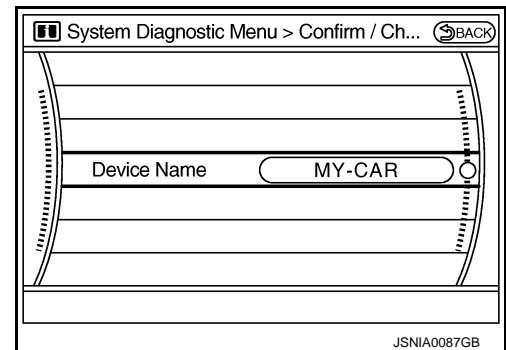 System Diagnostic Menu > Confirm / Ch... BACK
Device Name MY-CAR
JSNIA0087GB